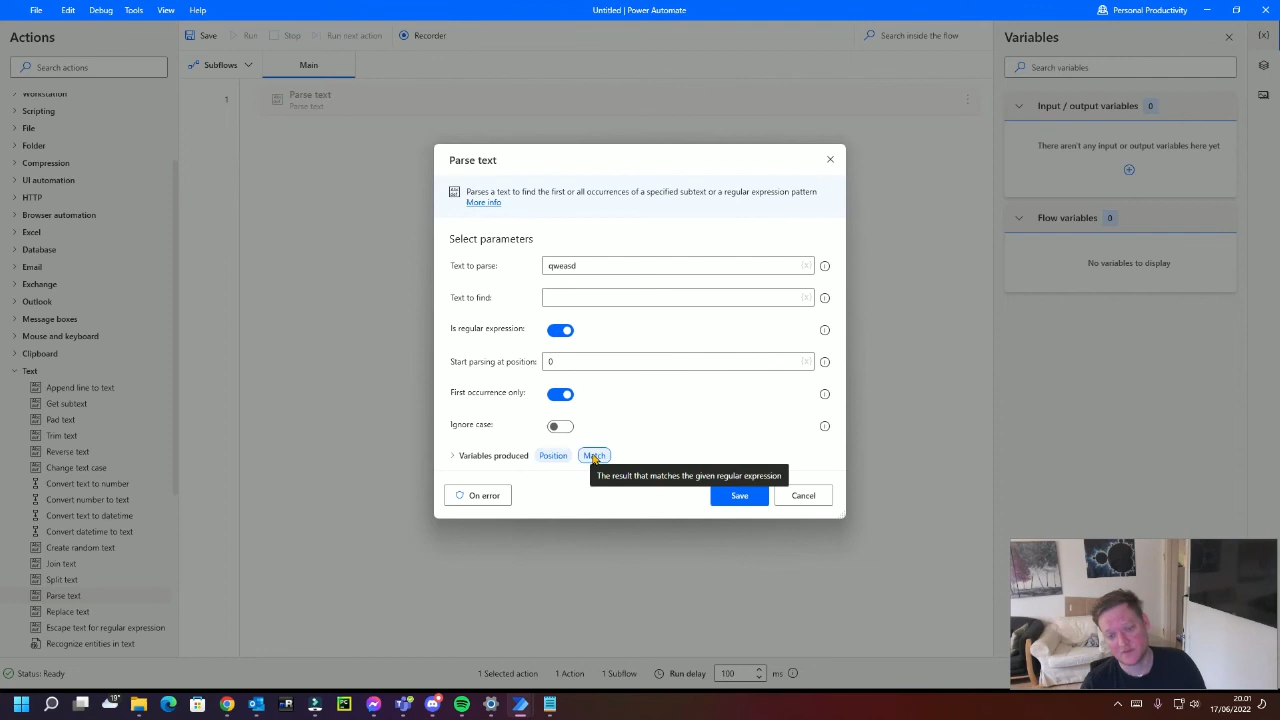 File Edit Debug Tools View Help Untitled | Power Automate Personal Productivity
Actions
Search actions
Workstation
Scripting
File
Folder
Compression
UI automation
HTTP
Browser automation
Excel
Database
Email
Exchange
Outlook
Message boxes
Mouse and keyboard
Clipboard
Text
Append line to text
Get subtext
Pad text
Trim text
Reverse text
Change text case
Convert text to number
Convert number to text
Convert text to datetime
Convert datetime to text
Create random text
Join text
Split text
Parse text
Replace text
Escape text for regular expression
Recognize entities in text
Save Run Stop Run next action Recorder Search inside the flow
Subflows Main
1 Parse text
Parse text
Parse text
Parses a text to find the first or all occurrences of a specified subtext or a regular expression pattern
More info
Select parameters
Text to parse: qweasd {x}
Text to find: {x}
Is regular expression:
Start parsing at position: 0 {x}
First occurrence only:
Ignore case:
Variables produced Position Match
The result that matches the given regular expression
On error Save Cancel
Variables {x}
Search variables
Input / output variables 0
There aren't any input or output variables here yet
Flow variables 0
No variables to display
Status: Ready 1 Selected action 1 Action 1 Subflow Run delay 100 ms
19° 20.01
17/06/2022